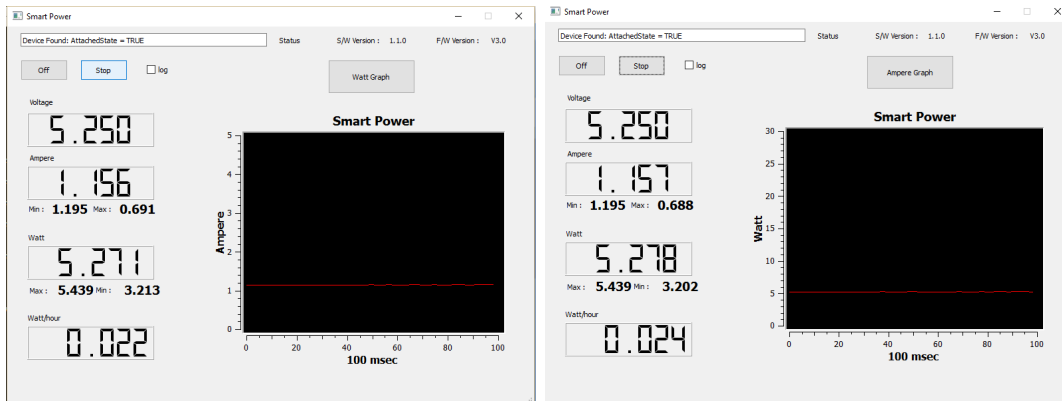 Smart Power
Device Found: AttachedState = TRUE Status S/W Version : 1.1.0 F/W Version : V3.0
Off Stop log Watt Graph
Voltage
5.250
Ampere
1.156
Min : 1.195 Max : 0.691
Watt
5.271
Max : 5.439 Min : 3.213
Watt/hour
0.022
Smart Power
5
4
3
2
1
0
Ampere
0 20 40 60 80 100
100 msec
Smart Power
Device Found: AttachedState = TRUE Status S/W Version : 1.1.0 F/W Version : V3.0
Off Stop log Ampere Graph
Voltage
5.250
Ampere
1.157
Min : 1.195 Max : 0.688
Watt
5.278
Max : 5.439 Min : 3.202
Watt/hour
0.024
Smart Power
30
25
20
15
10
5
0
Watt
0 20 40 60 80 100
100 msec